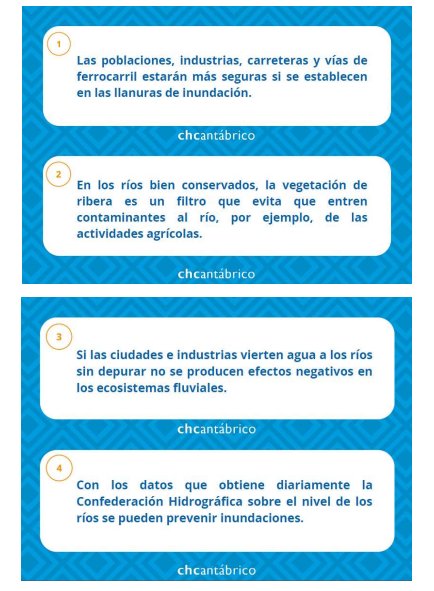 1
Las poblaciones, industrias, carreteras y vías de
ferrocarril estarán más seguras si se establecen
en las llanuras de inundación.
chcantábrico
2
En los ríos bien conservados, la vegetación de
ribera es un filtro que evita que entren
contaminantes al río, por ejemplo, de las
actividades agrícolas.
chcantábrico
3
Si las ciudades e industrias vierten agua a los ríos
sin depurar no se producen efectos negativos en
los ecosistemas fluviales.
chcantábrico
4
Con los datos que obtiene diariamente la
Confederación Hidrográfica sobre el nivel de los
ríos se pueden prevenir inundaciones.
chcantábrico